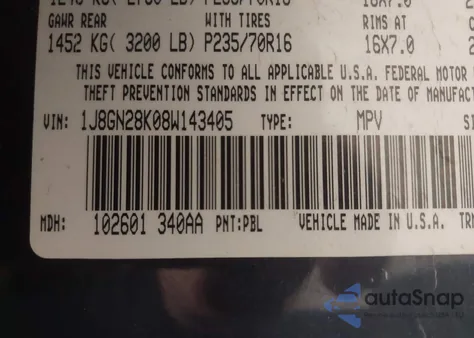 GAWR REAR WITH TIRES RIMS AT
1452 KG( 3200 LB) P235/70R16 16X7.0
THIS VEHICLE CONFORMS TO ALL APPLICABLE U.S.A. FEDERAL MOTOR
THEFT PREVENTION STANDARDS IN EFFECT ON THE DATE OF MANUFACT
VIN: 1J8GN28K08W143405 TYPE: MPV
MDH: 102601 340AA PNT:PBL VEHICLE MADE IN U.S.A.
autaSnap